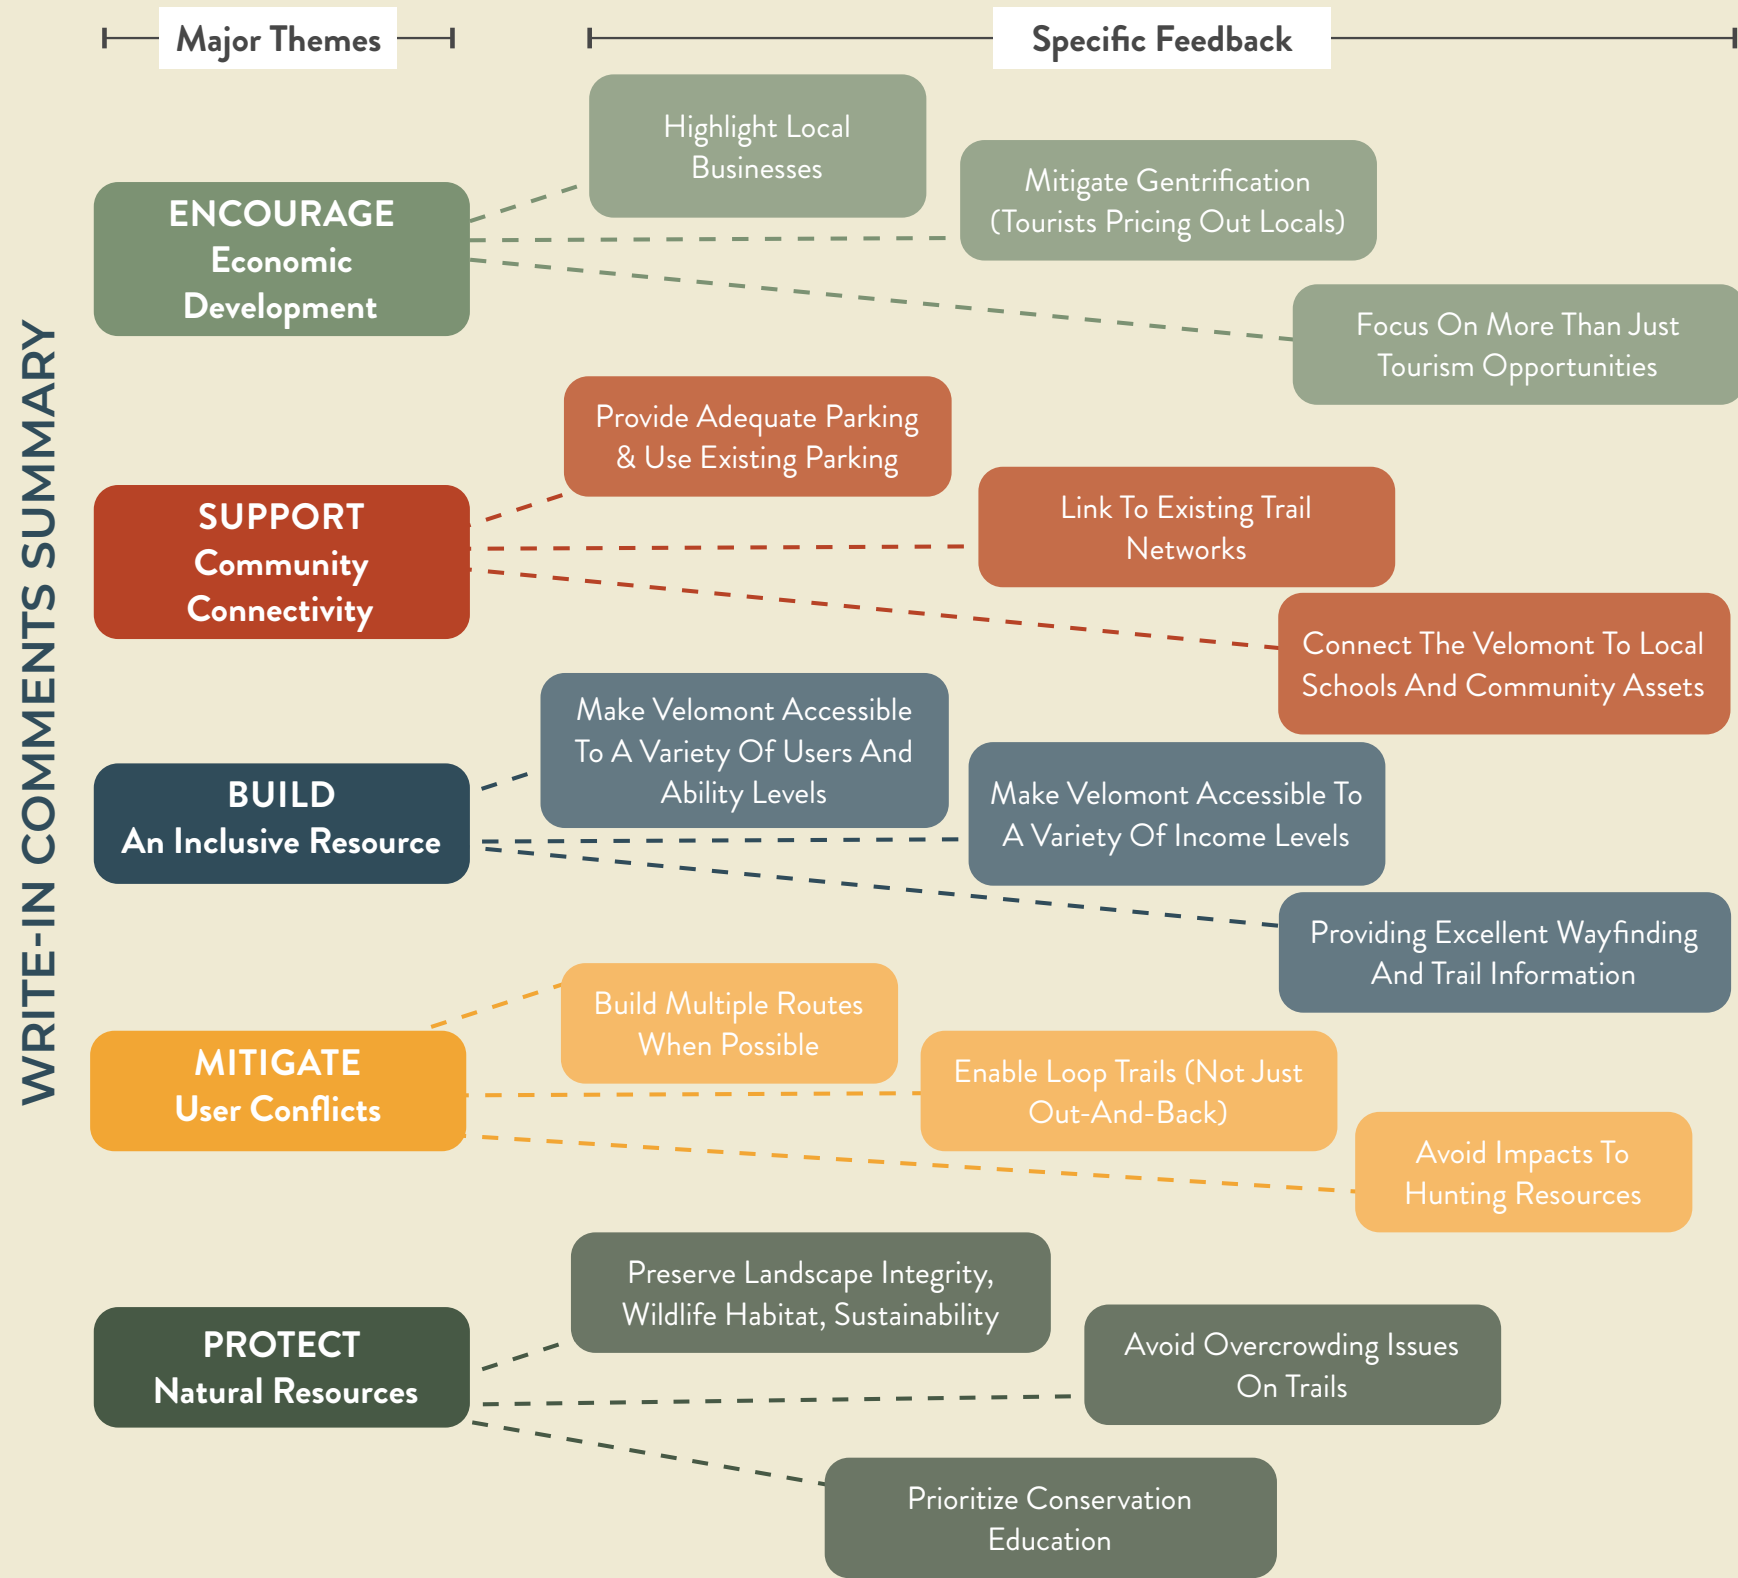 Major Themes
Specific Feedback
WRITE-IN COMMENTS SUMMARY
ENCOURAGE
Economic
Development
Highlight Local
Businesses
Mitigate Gentrification
(Tourists Pricing Out Locals)
Focus On More Than Just
Tourism Opportunities
SUPPORT
Community
Connectivity
Provide Adequate Parking
& Use Existing Parking
Link To Existing Trail
Networks
Connect The Velomont To Local
Schools And Community Assets
BUILD
An Inclusive Resource
Make Velomont Accessible
To A Variety Of Users And
Ability Levels
Make Velomont Accessible To
A Variety Of Income Levels
Providing Excellent Wayfinding
And Trail Information
MITIGATE
User Conflicts
Build Multiple Routes
When Possible
Enable Loop Trails (Not Just
Out-And-Back)
Avoid Impacts To
Hunting Resources
PROTECT
Natural Resources
Preserve Landscape Integrity,
Wildlife Habitat, Sustainability
Avoid Overcrowding Issues
On Trails
Prioritize Conservation
Education